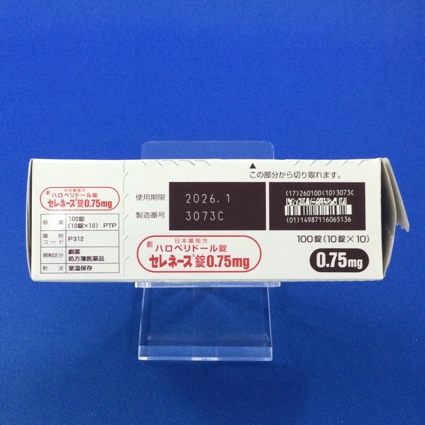 ▲
この部分から切り取れます。
使用期限 2026.1
製造番号 3073C
(17)260100(10)3073C
(01)14987116065136
100錠(10錠×10)
0.75mg
劇
日本薬局方
ハロペリドール錠
セレネース®錠0.75mg
劇
日本薬局方
ハロペリドール錠
セレネース®錠0.75mg
100錠
(10錠×10) PTP
識別コード P312
規制区分 劇薬
処方箋医薬品
貯法 室温保存